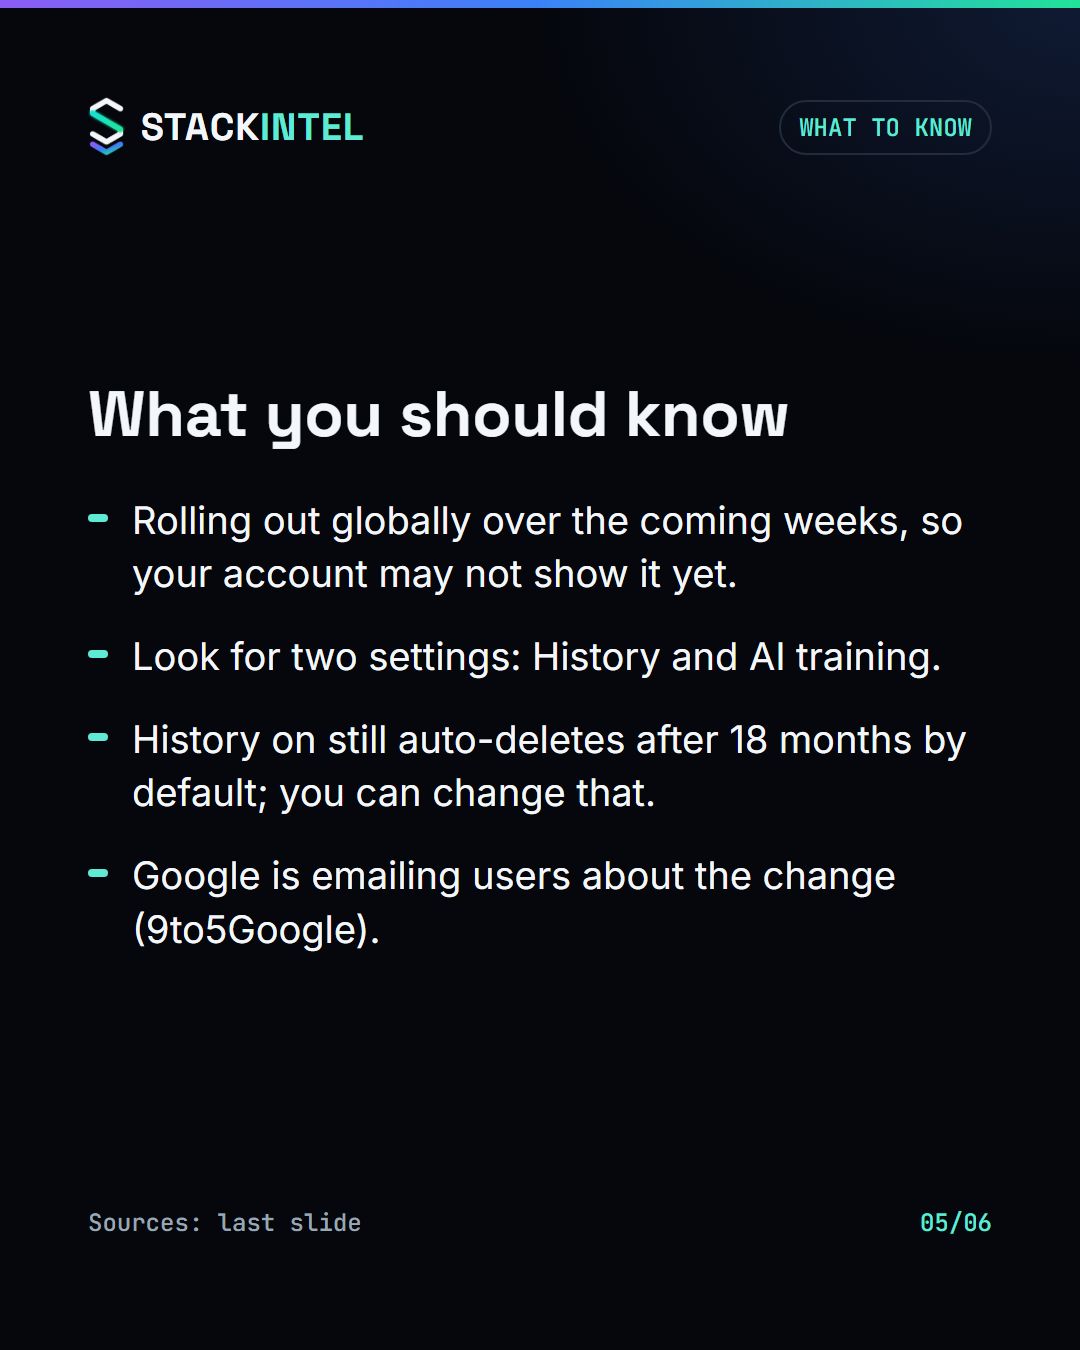 STACKINTEL
WHAT TO KNOW
What you should know
Rolling out globally over the coming weeks, so
your account may not show it yet.
Look for two settings: History and AI training.
History on still auto-deletes after 18 months by
default; you can change that.
Google is emailing users about the change
(9to5Google).
Sources: last slide
05/06